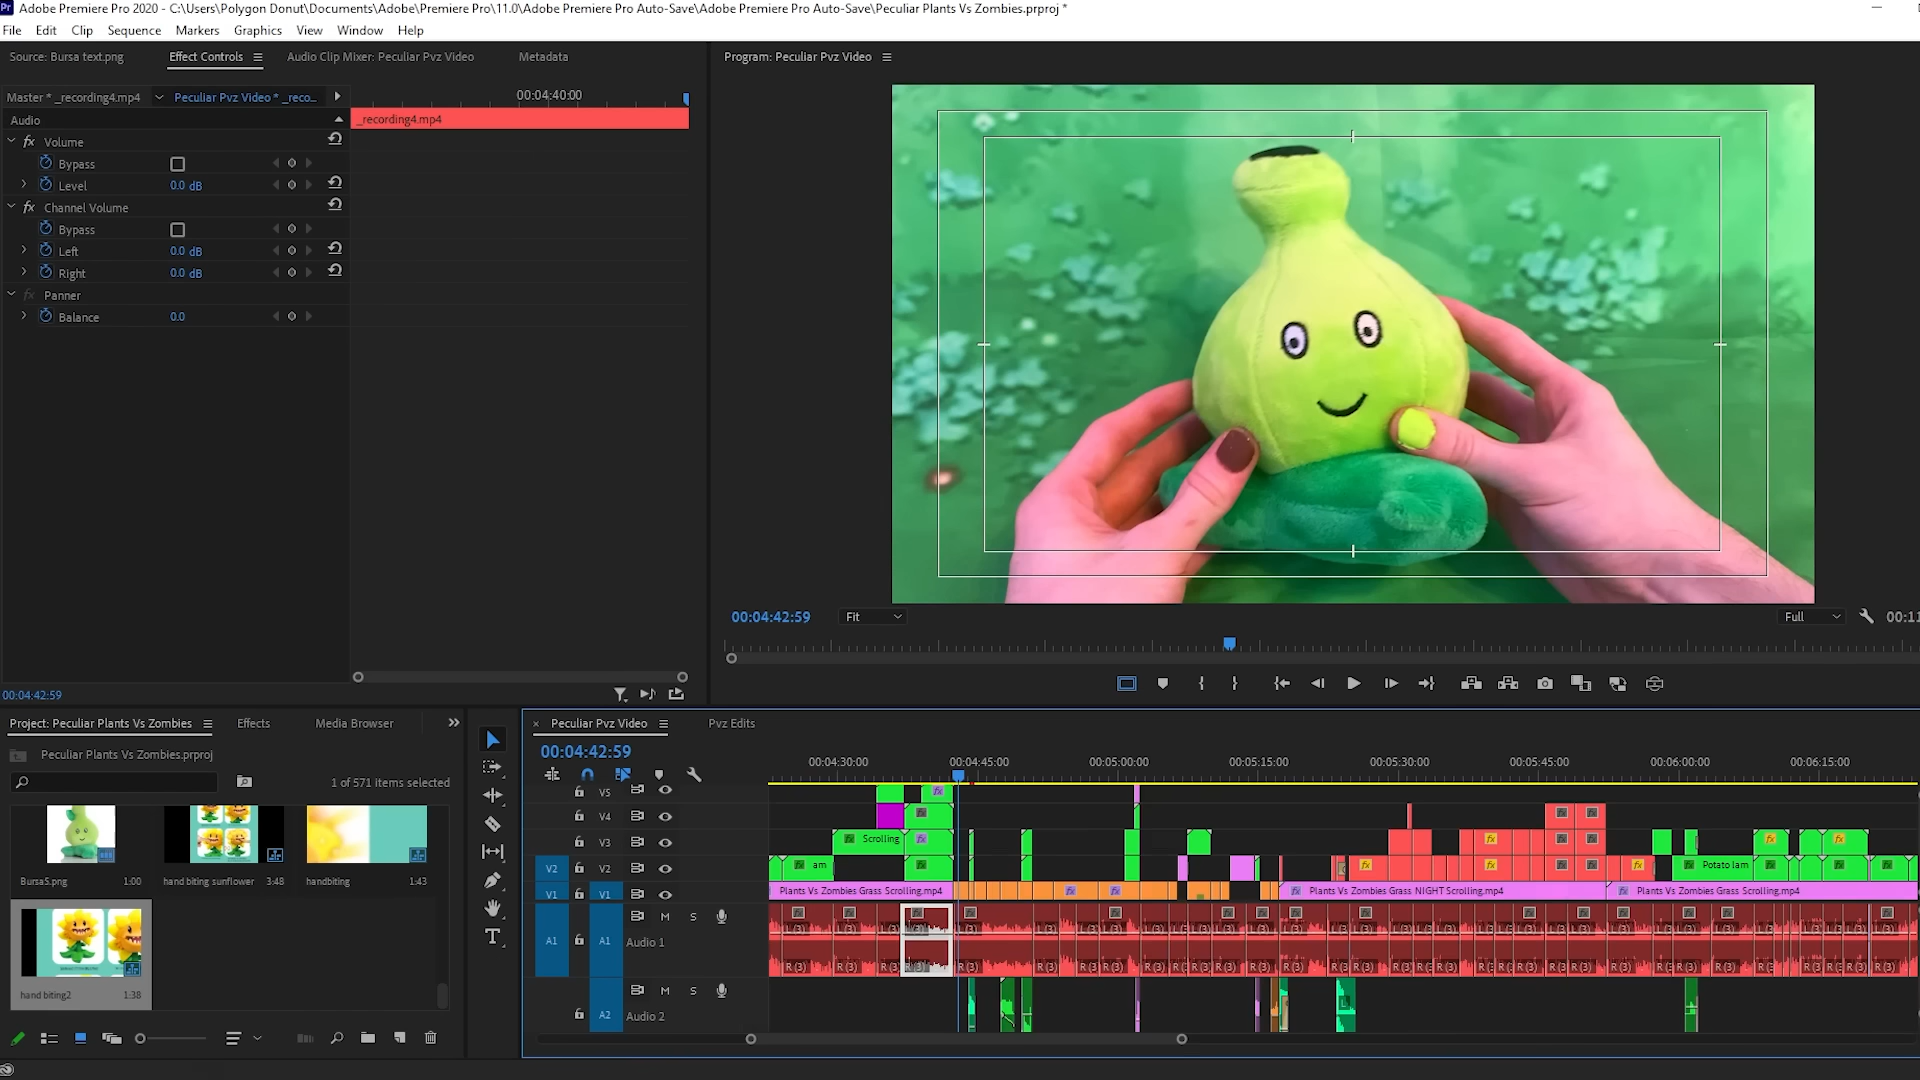 Pr Adobe Premiere Pro 2020 - C:\Users\Polygon Donut\Documents\Adobe\Premiere Pro\11.0\Adobe Premiere Pro Auto-Save\Adobe Premiere Pro Auto-Save\Peculiar Plants Vs Zombies.prproj *
File Edit Clip Sequence Markers Graphics View Window Help
Source: Bursa text.png Effect Controls Audio Clip Mixer: Peculiar Pvz Video Metadata
Program: Peculiar Pvz Video
Master * _recording4.mp4 Peculiar Pvz Video * _reco... 00:04:40:00
Audio _recording4.mp4
fx Volume
Bypass
Level 0.0 dB
fx Channel Volume
Bypass
Left 0.0 dB
Right 0.0 dB
fx Panner
Balance 0.0
00:04:42:59 Fit Full 00:11
00:04:42:59
Project: Peculiar Plants Vs Zombies Effects Media Browser
Peculiar Plants Vs Zombies.prproj
1 of 571 items selected
Bursa5.png 1:00 hand biting sunflower 3:48 handbiting 1:43
hand biting2 1:38
Peculiar Pvz Video Pvz Edits
00:04:42:59
00:04:30:00 00:04:45:00 00:05:00:00 00:05:15:00 00:05:30:00 00:05:45:00 00:06:00:00 00:06:15:00
V5
V4
V3 Scrolling
V2 V2 am Potato lam
V1 V1 Plants Vs Zombies Grass Scrolling.mp4 Plants Vs Zombies Grass NIGHT Scrolling.mp4 Plants Vs Zombies Grass Scrolling.mp4
M S
A1 A1 Audio 1
R (3) R (3) R (3) R (3) R (3)
M S
A2 Audio 2